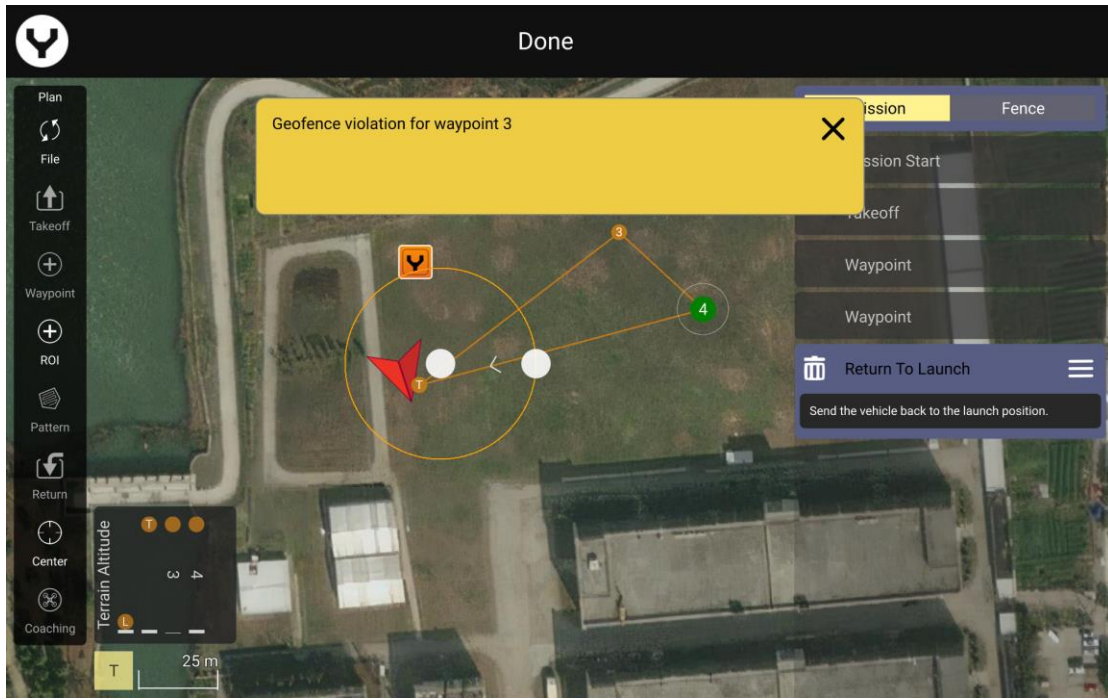 Done
Plan
File
Takeoff
Waypoint
ROI
Pattern
Return
Center
Coaching
Geofence violation for waypoint 3
ission
Fence
ssion Start
Takeoff
Waypoint
Waypoint
Return To Launch
Send the vehicle back to the launch position.
3
4
T
Terrain Altitude
T
3
4
L
T
25 m